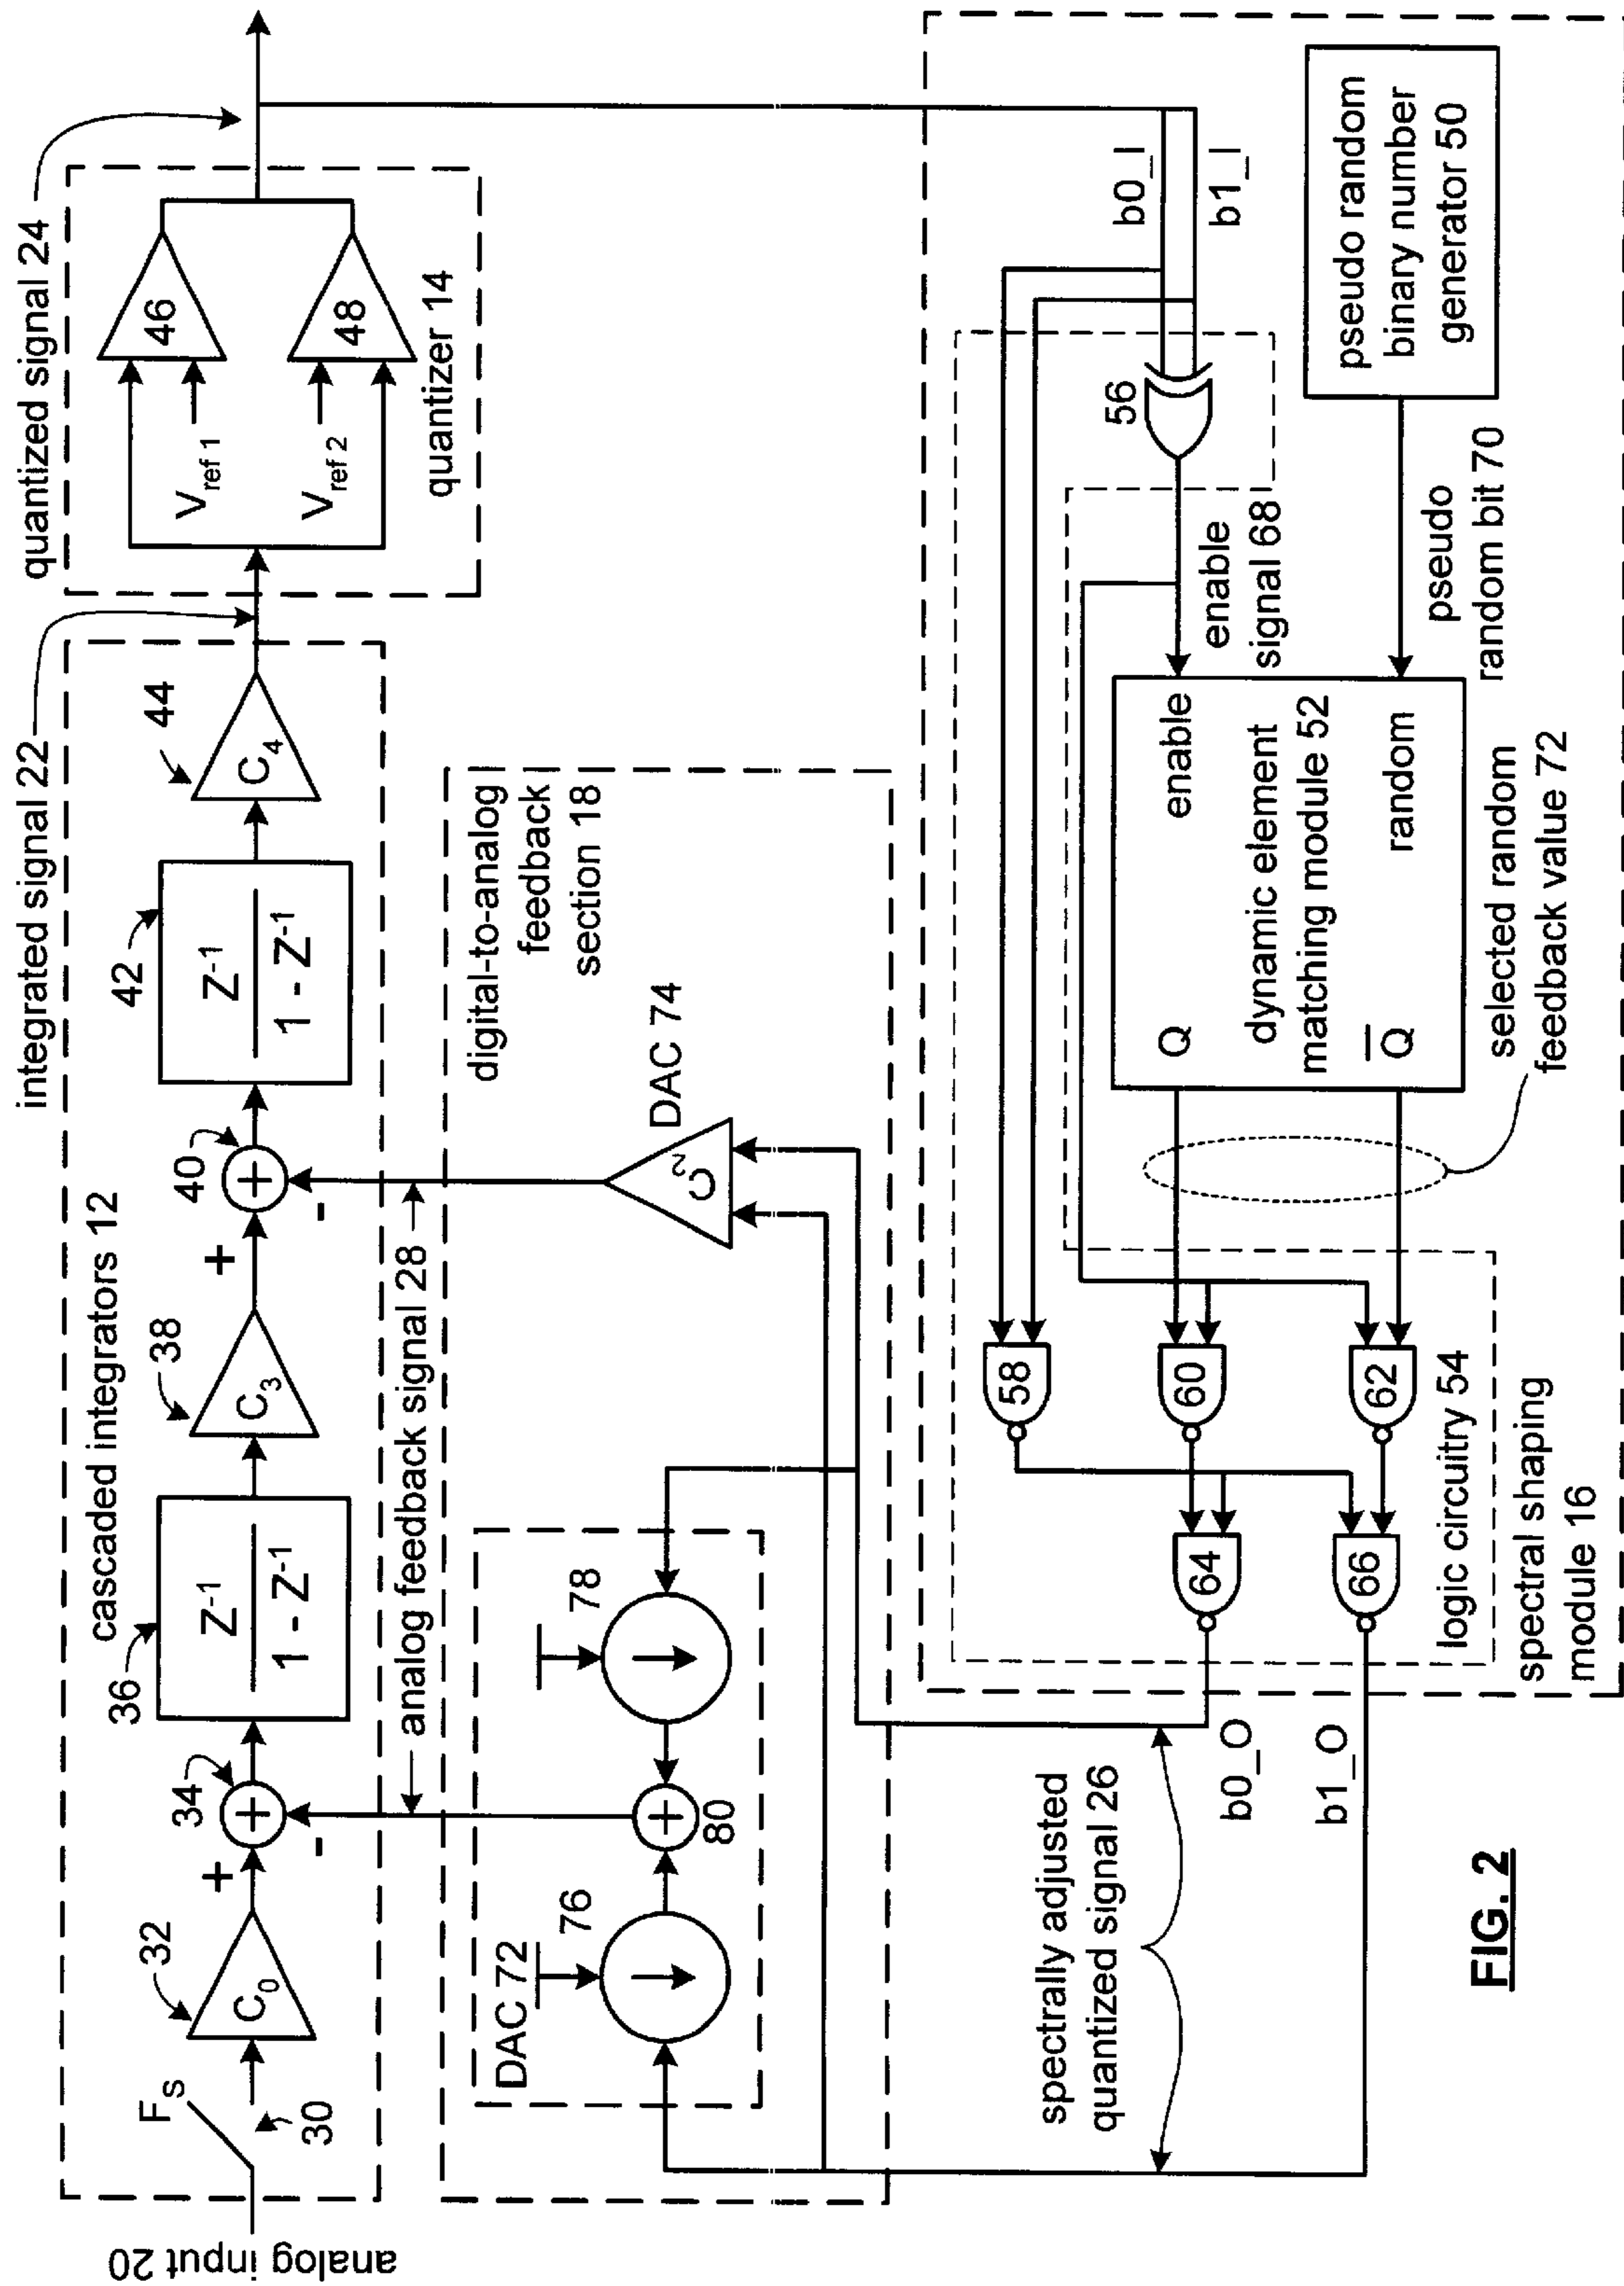 analog input 20
F_S
30
32
C_0
+
-
34
36
Z^-1
1 - Z^-1
cascaded integrators 12
38
C_3
+
-
40
42
Z^-1
1 - Z^-1
44
C_4
integrated signal 22
quantized signal 24
V_ref 1
V_ref 2
46
48
quantizer 14
analog feedback signal 28
digital-to-analog
feedback
section 18
DAC 72
76
78
+
80
DAC 74
C_2
spectrally adjusted
quantized signal 26
b0_O
b1_O
58
60
62
64
66
logic circuitry 54
spectral shaping
module 16
Q
Q̅
enable
random
dynamic element
matching module 52
selected random
feedback value 72
enable
signal 68
56
b0_I
b1_I
pseudo
random bit 70
pseudo random
binary number
generator 50
FIG. 2